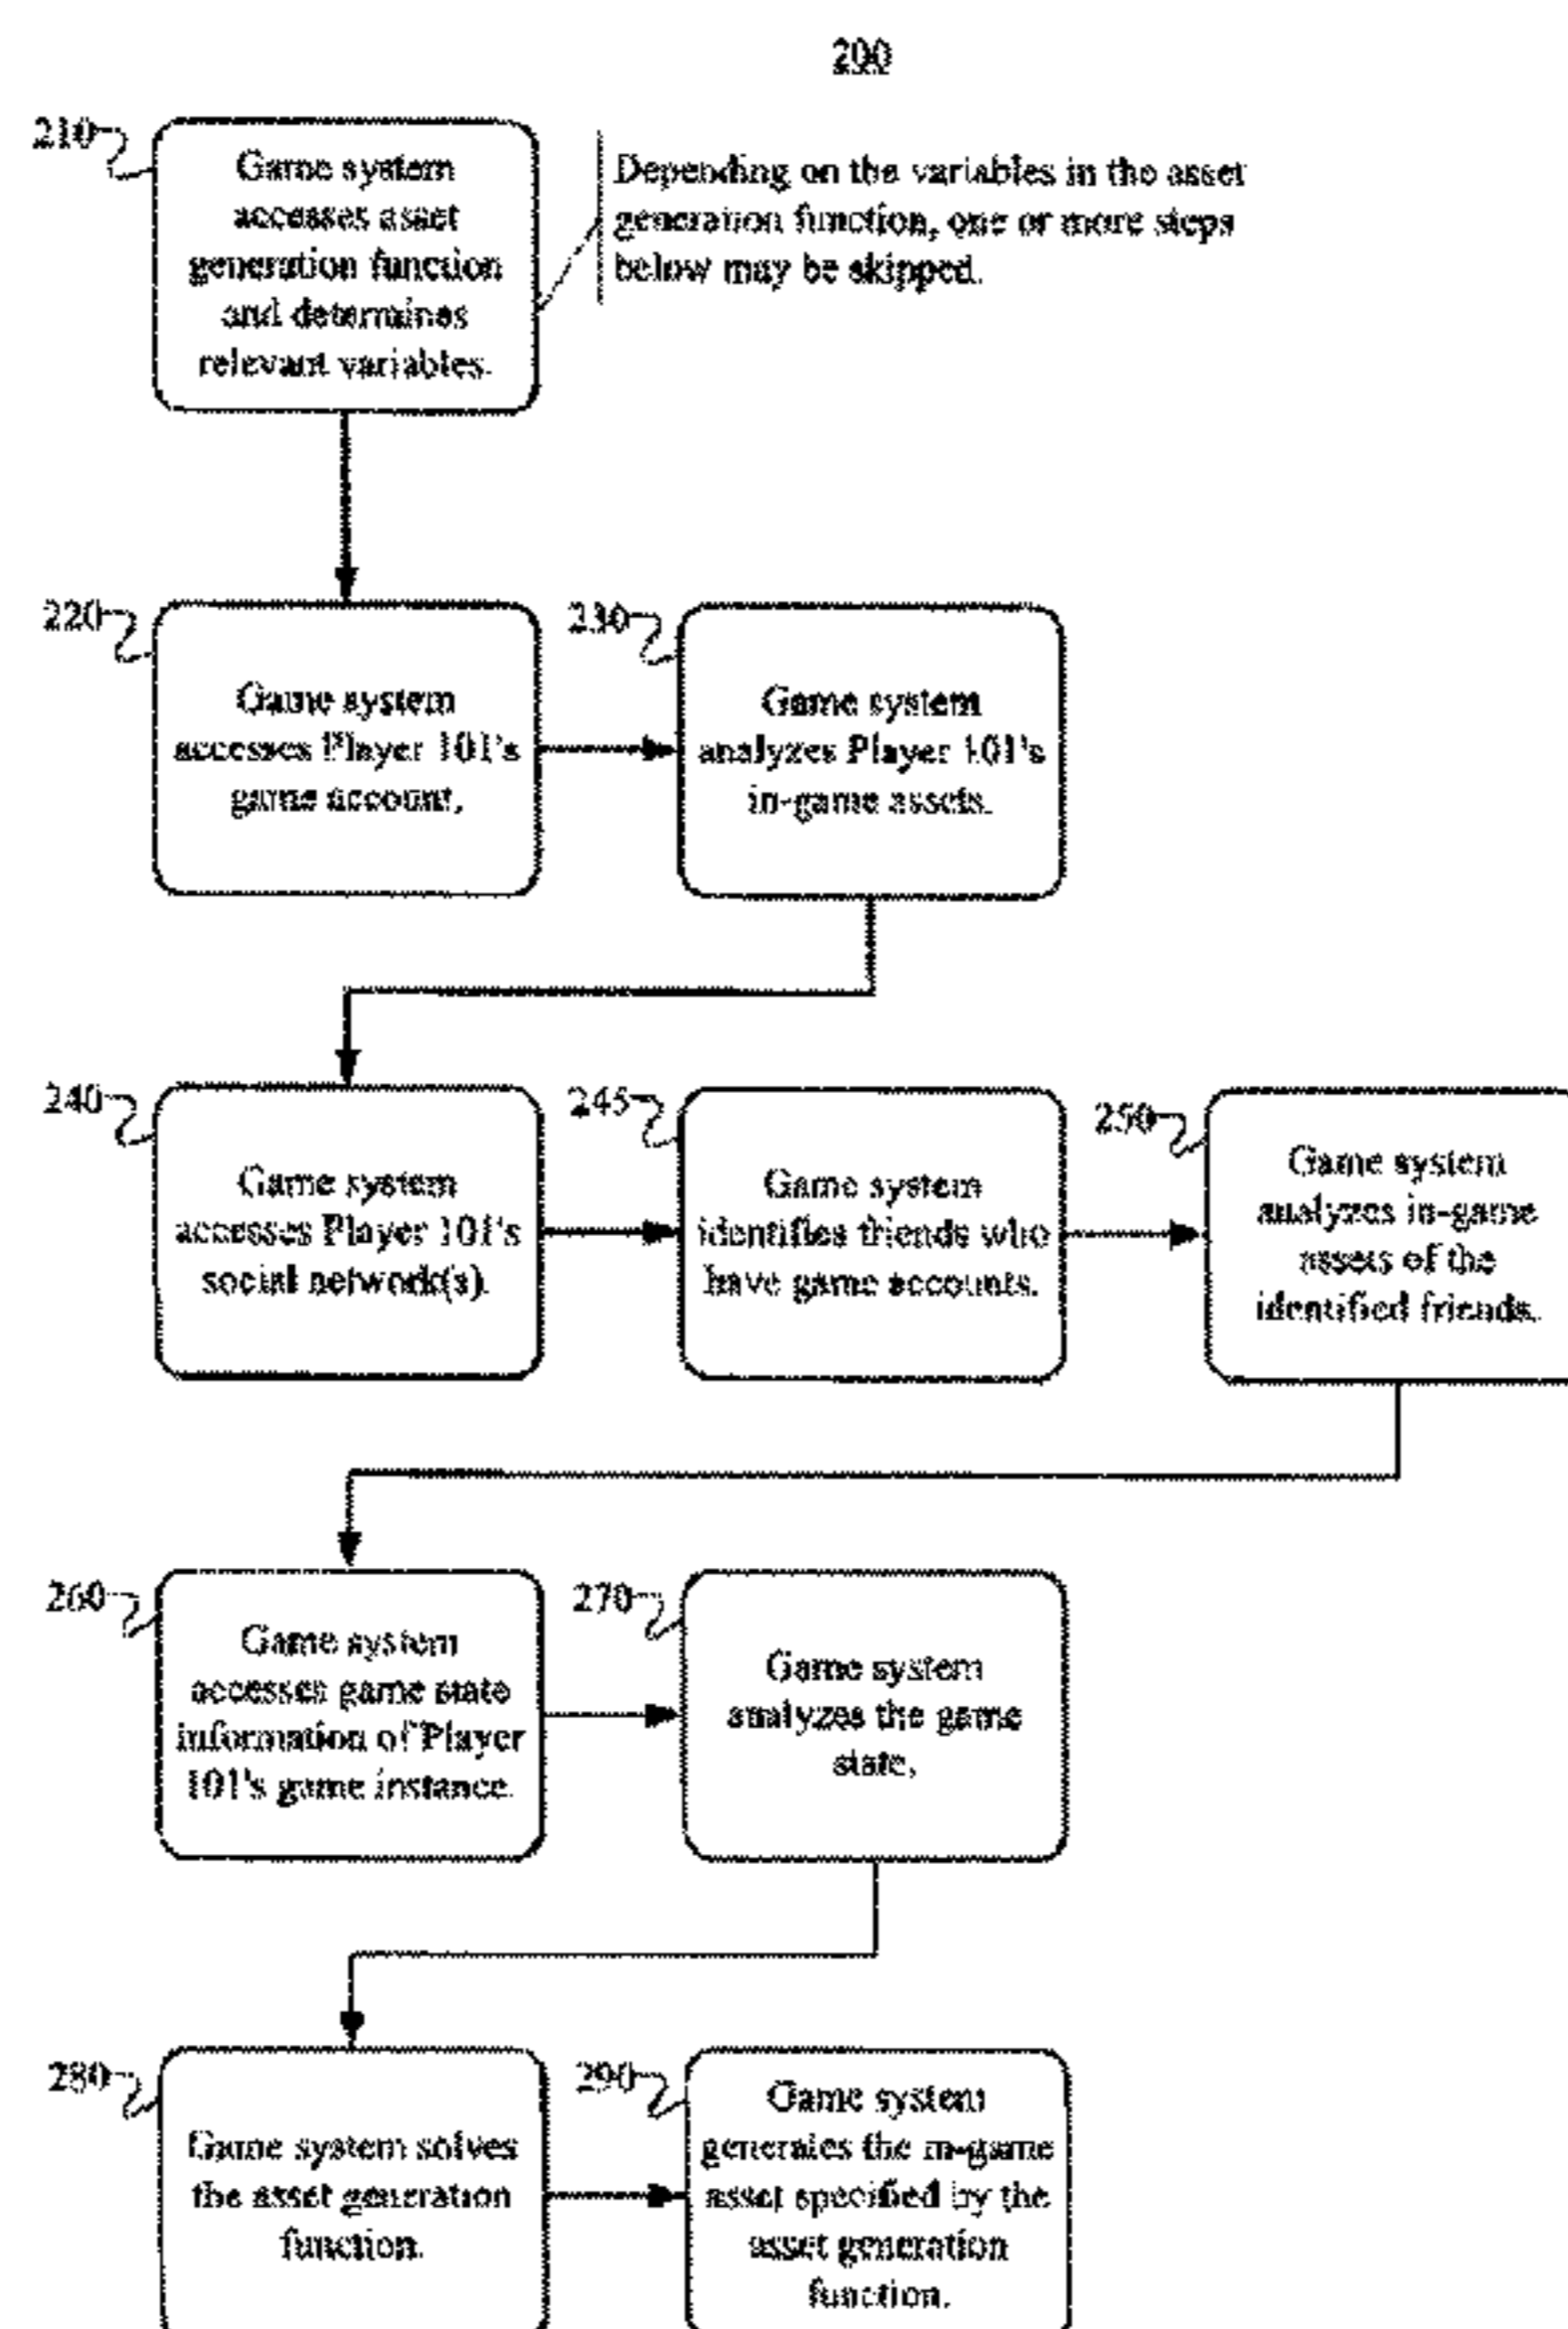 200
210
Game system
accesses asset
generation function
and determines
relevant variables.
Depending on the variables in the asset
generation function, one or more steps
below may be skipped.
220
Game system
accesses Player 101's
game account.
230
Game system
analyzes Player 101's
in-game assets.
240
Game system
accesses Player 101's
social network(s).
245
Game system
identifies friends who
have game accounts.
250
Game system
analyzes in-game
assets of the
identified friends.
260
Game system
accesses game state
information of Player
101's game instance.
270
Game system
analyzes the game
state.
280
Game system solves
the asset generation
function.
290
Game system
generates the in-game
asset specified by the
asset generation
function.